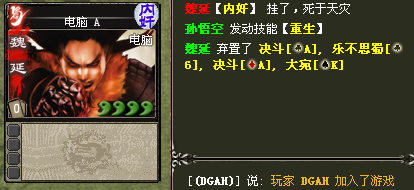 电脑 A
内奸
魏延
电脑
0
魏延【内奸】 挂了，死于天灾
孙悟空 发动技能【重生】
魏延 弃置了 决斗[♠A]，乐不思蜀[♣
6]，决斗[♦A]，大宛[♠K]
[(DGAH)] 说: 玩家 DGAH 加入了游戏